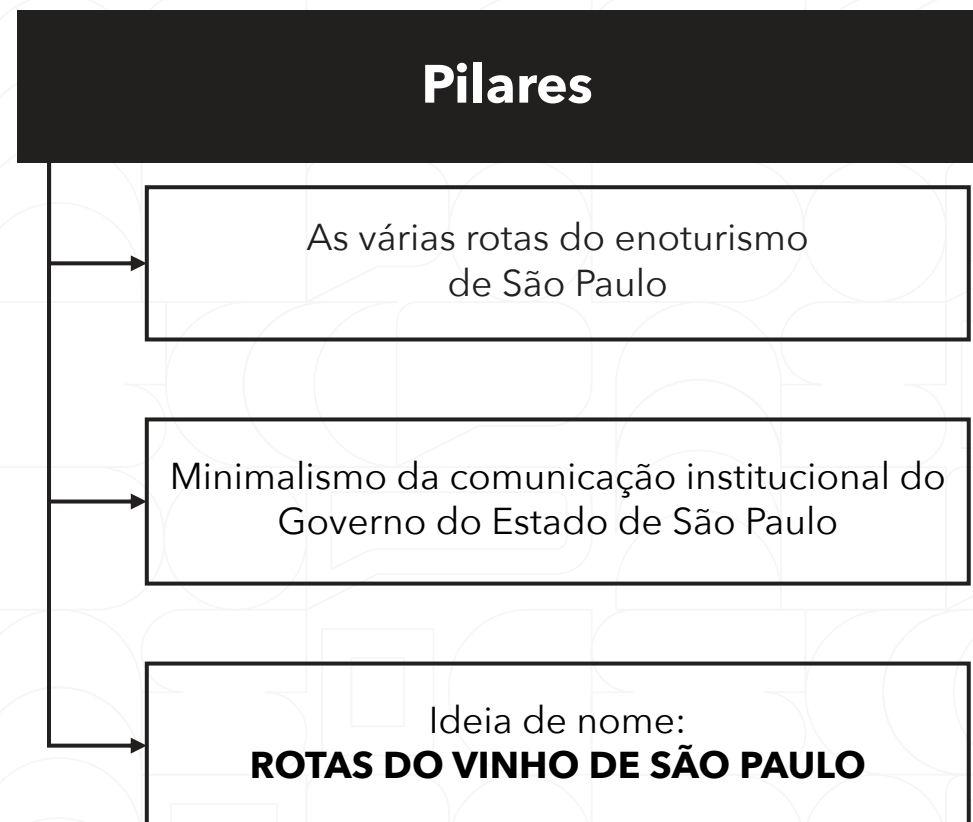 Pilares
As várias rotas do enoturismo
de São Paulo
Minimalismo da comunicação institucional do
Governo do Estado de São Paulo
Ideia de nome:
ROTAS DO VINHO DE SÃO PAULO